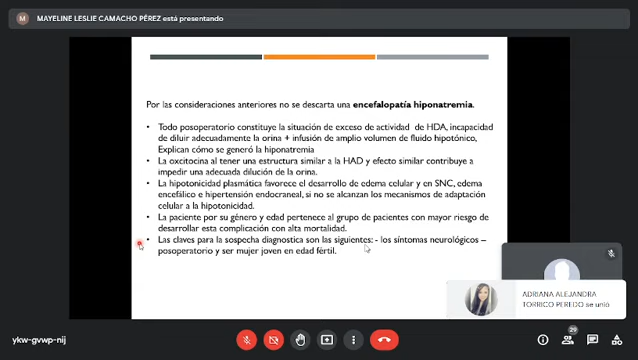 M
MAYELINE LESLIE CAMACHO PÉREZ está presentando
Por las consideraciones anteriores no se descarta una encefalopatía hiponatremia.
• Todo posoperatorio constituye la situación de exceso de actividad de HDA, incapacidad
de diluir adecuadamente la orina + infusión de amplio volumen de fluido hipotónico,
Explican cómo se generó la hiponatremia
• La oxcitocina al tener una estructura similar a la HAD y efecto similar contribuye a
impedir una adecuada dilución de la orina.
• La hipotonicidad plasmática favorece el desarrollo de edema celular y en SNC, edema
encefálico e hipertensión endocraneal, si no se alcanzan los mecanismos de adaptación
celular a la hipotonicidad.
• La paciente por su género y edad pertenece al grupo de pacientes con mayor riesgo de
desarrollar esta complicación con alta mortalidad.
• Las claves para la sospecha diagnostica son las siguientes: - los síntomas neurológicos –
posoperatorio y ser mujer joven en edad fértil.
ADRIANA ALEJANDRA
TORRICO PEREDO se unió
ykw-gvwp-nij
29